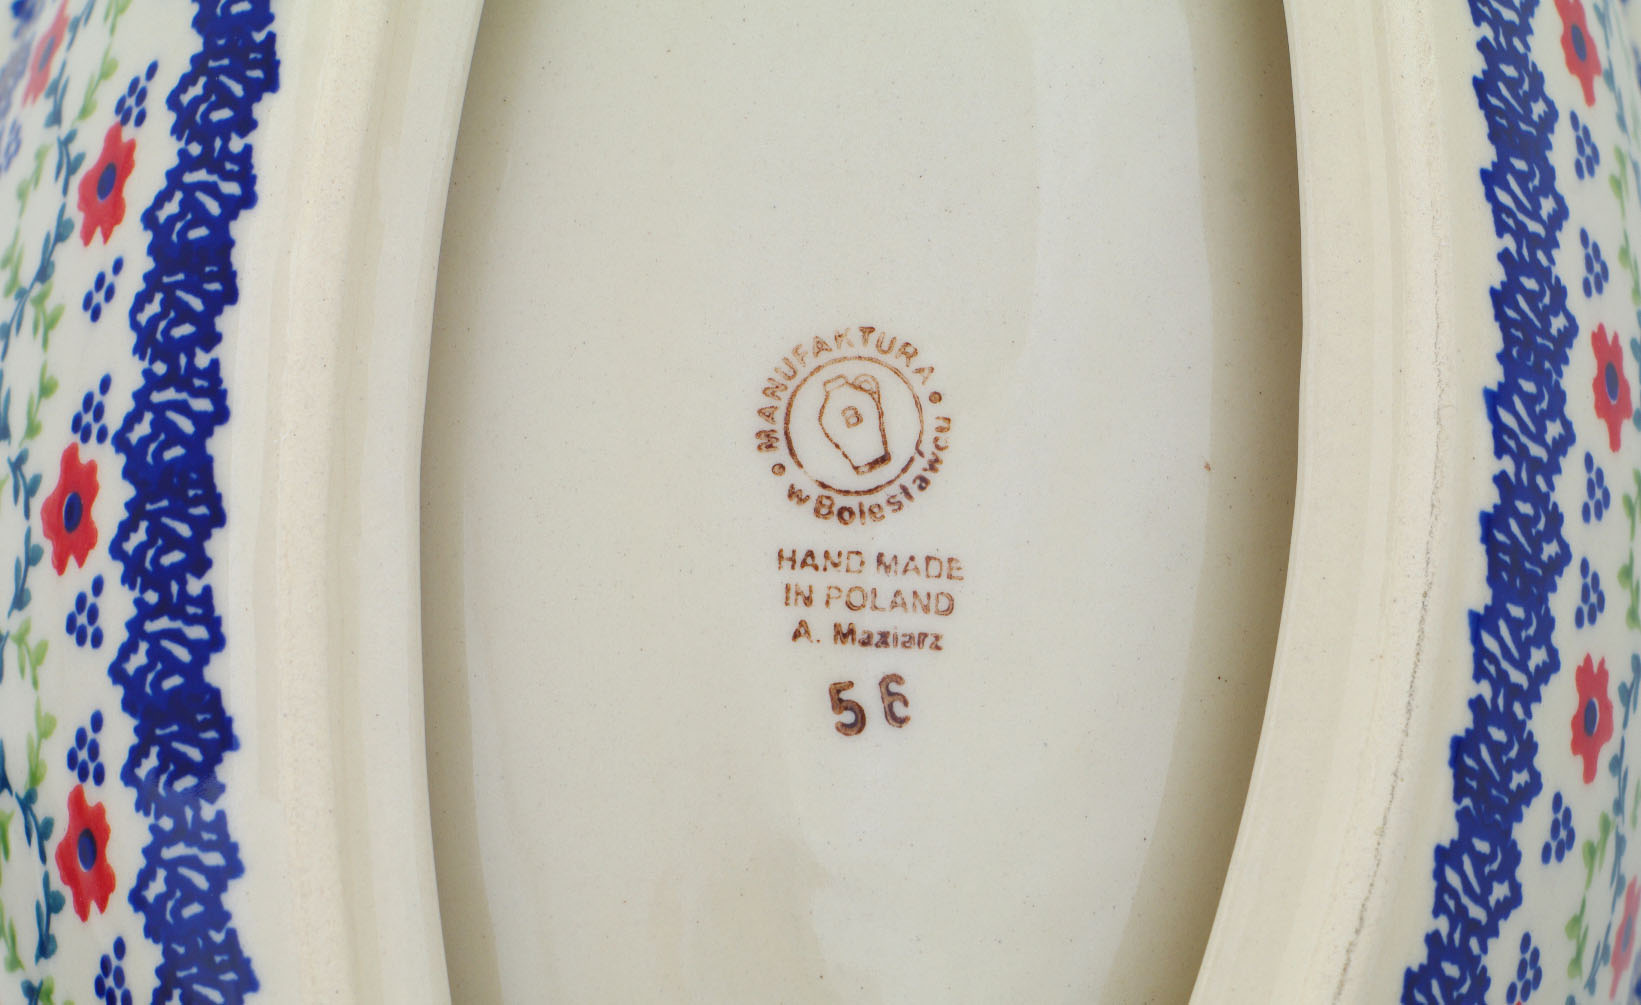 MANUFAKTURA
w Bolesławcu
B
HAND MADE
IN POLAND
A. Maziarz
56